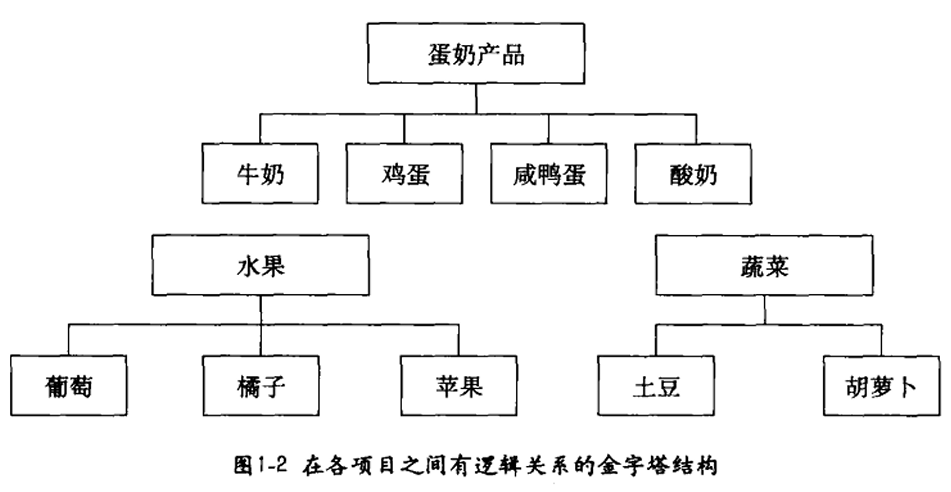 蛋奶产品
牛奶 鸡蛋 咸鸭蛋 酸奶
水果 蔬菜
葡萄 橘子 苹果 土豆 胡萝卜
图1-2 在各项目之间有逻辑关系的金字塔结构